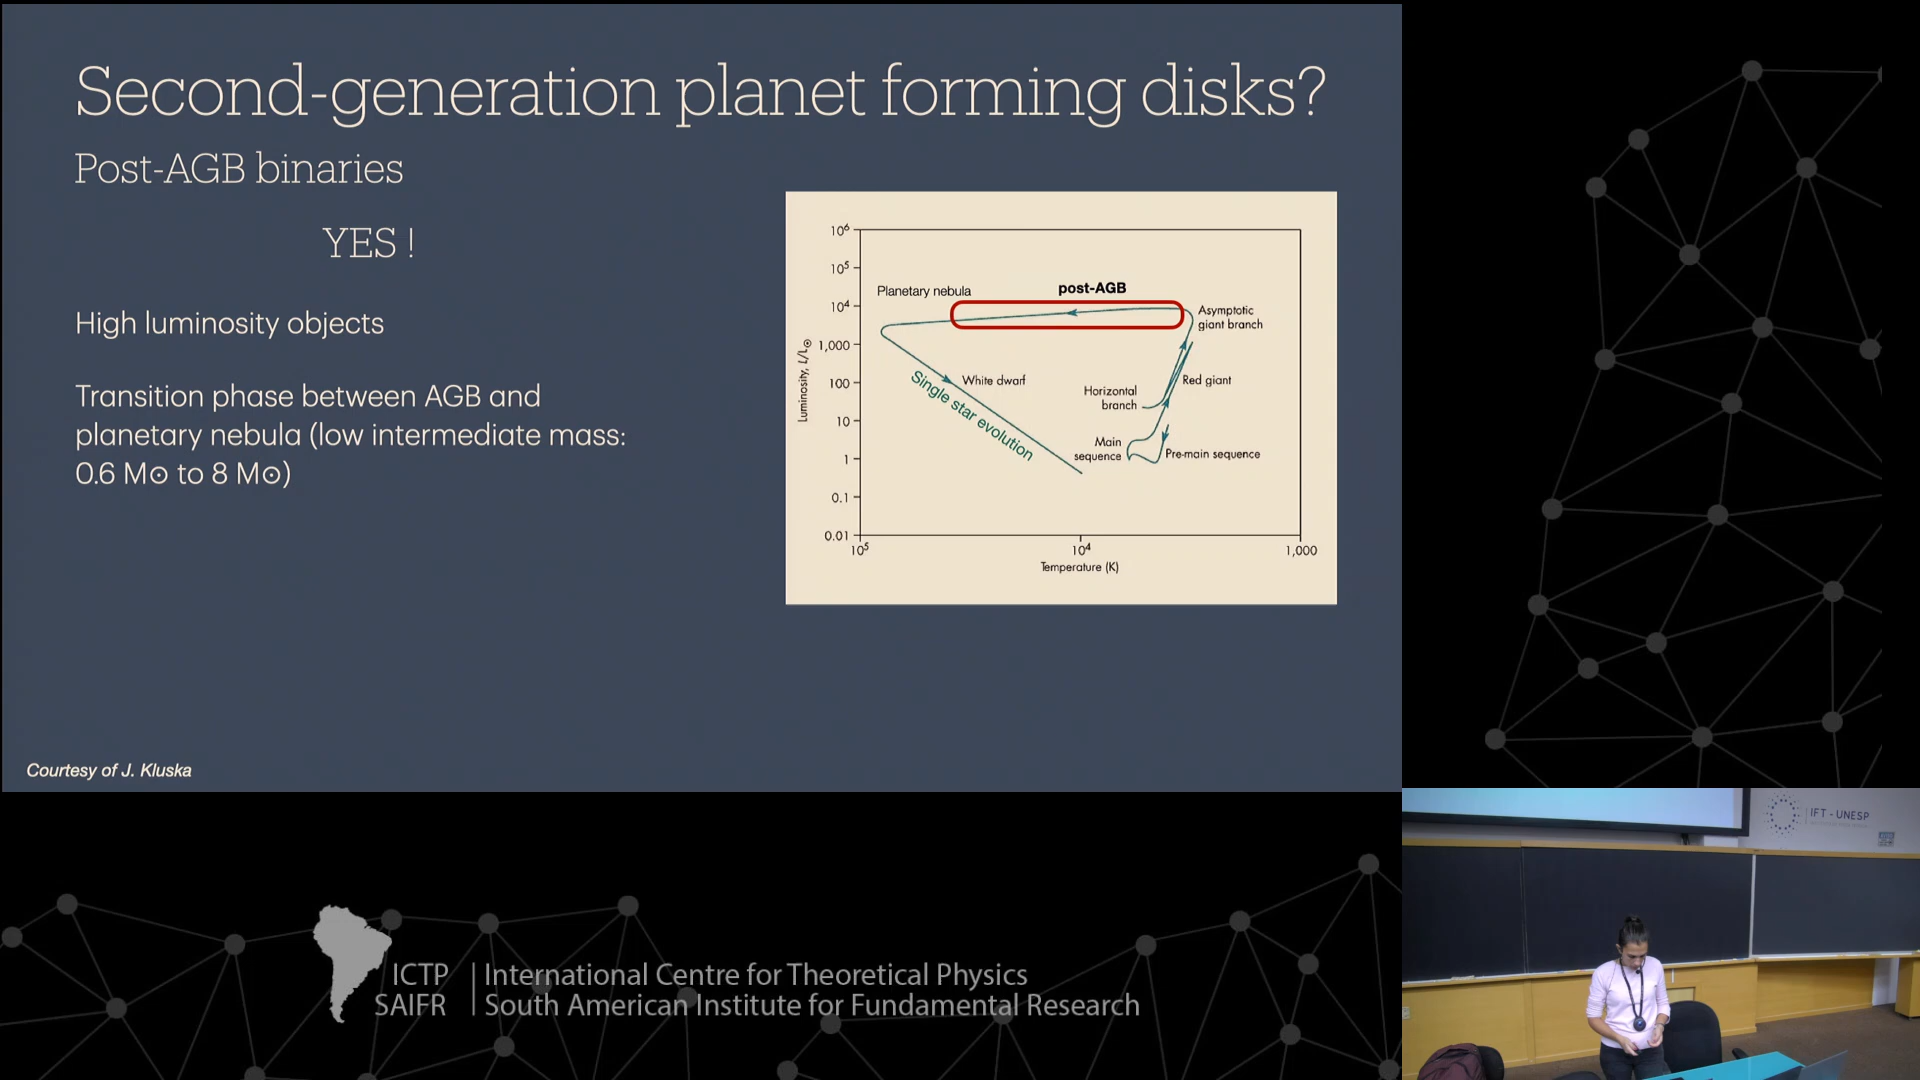 Second-generation planet forming disks?
Post-AGB binaries
YES !
High luminosity objects
Transition phase between AGB and
planetary nebula (low intermediate mass:
0.6 M⊙ to 8 M⊙)
10⁶
10⁵
10⁴
1,000
100
10
1
0.1
0.01
Luminosity, L/L⊙
Planetary nebula
post-AGB
Asymptotic
giant branch
White dwarf
Single star evolution
Horizontal
branch
Red giant
Main
sequence
Pre-main sequence
10⁵
10⁴
1,000
Temperature (K)
Courtesy of J. Kluska
ICTP
SAIFR
International Centre for Theoretical Physics
South American Institute for Fundamental Research
IFT - UNESP